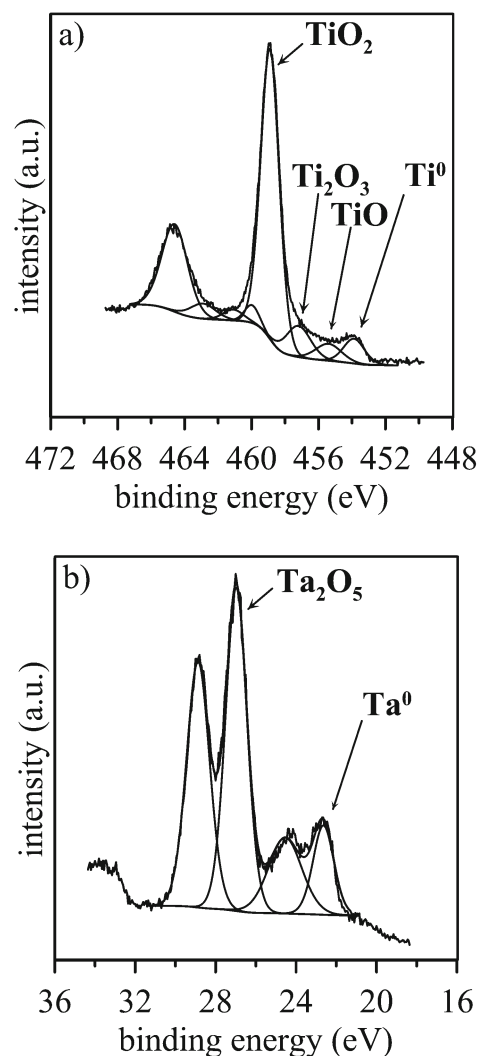 a)
TiO₂
Ti₂O₃
TiO
Ti⁰
intensity (a.u.)
472 468 464 460 456 452 448
binding energy (eV)
b)
Ta₂O₅
Ta⁰
intensity (a.u.)
36 32 28 24 20 16
binding energy (eV)